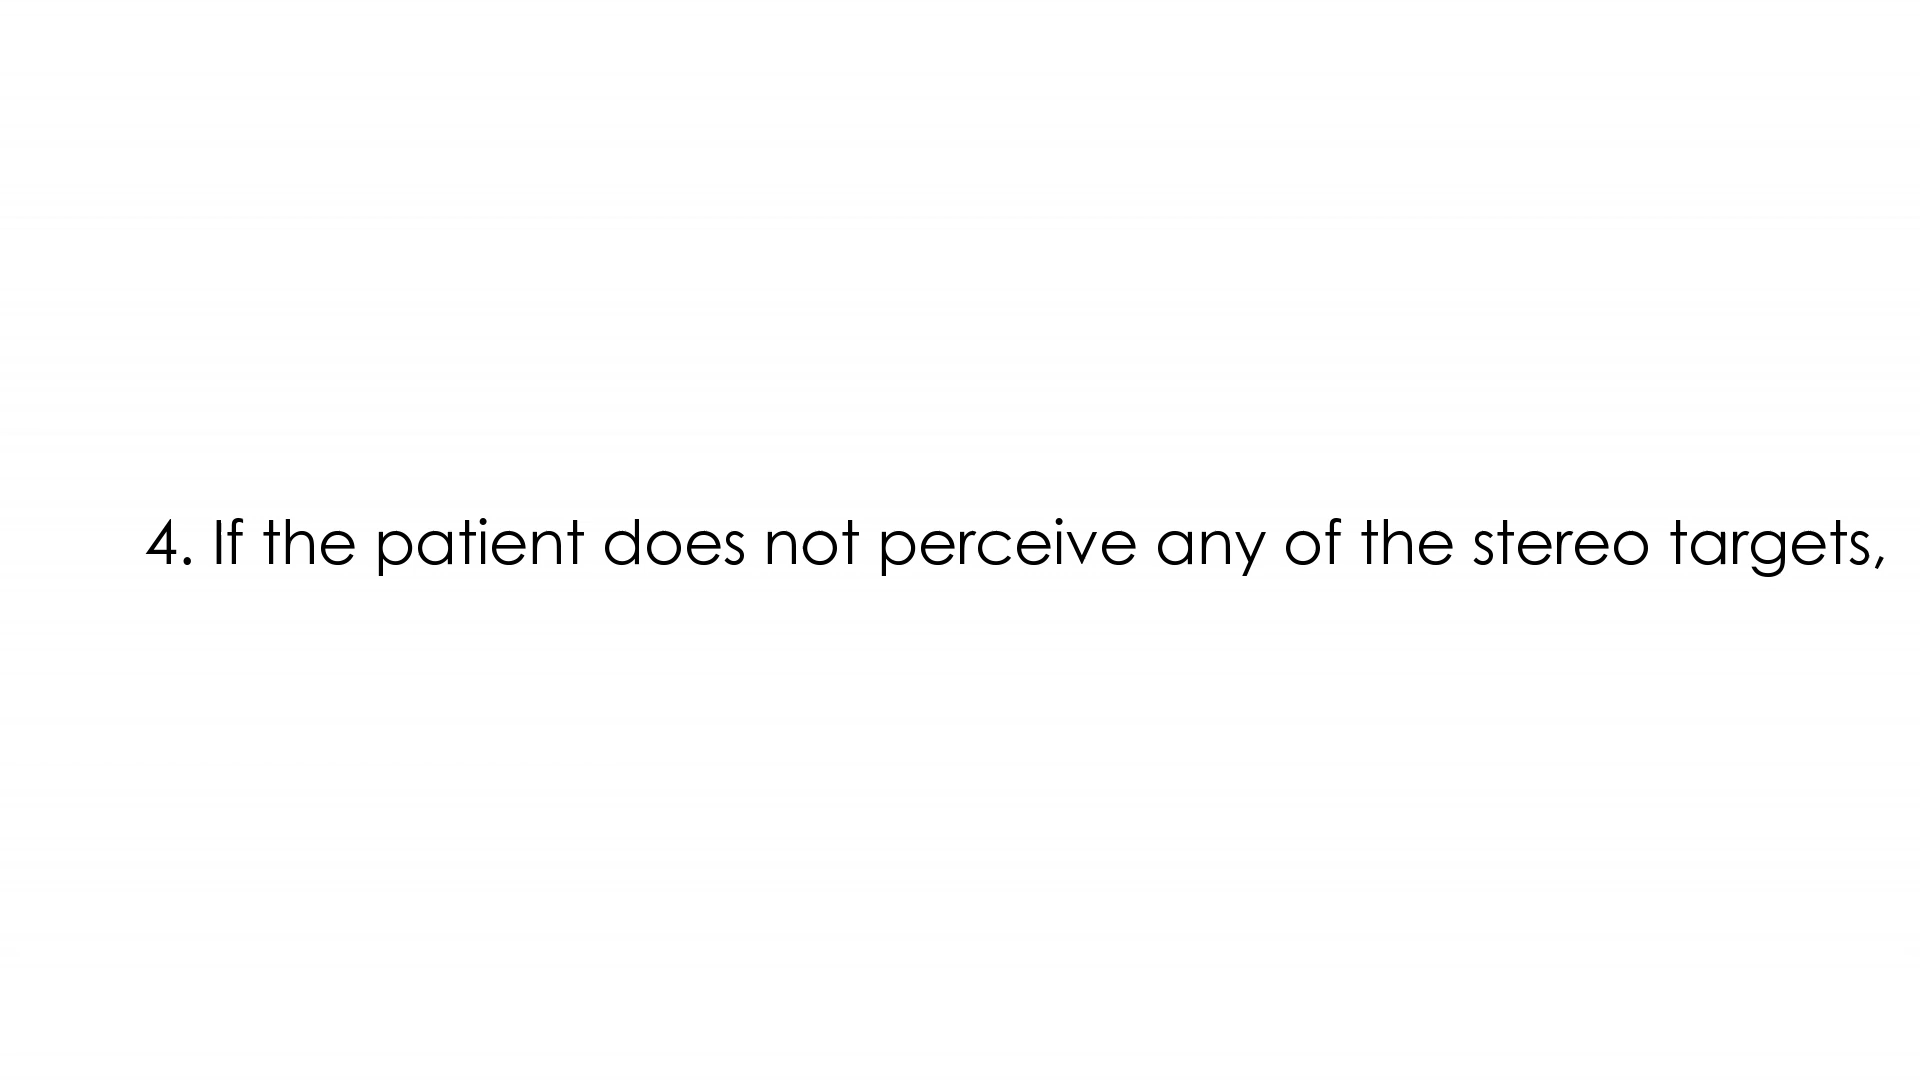 4. If the patient does not perceive any of the stereo targets,